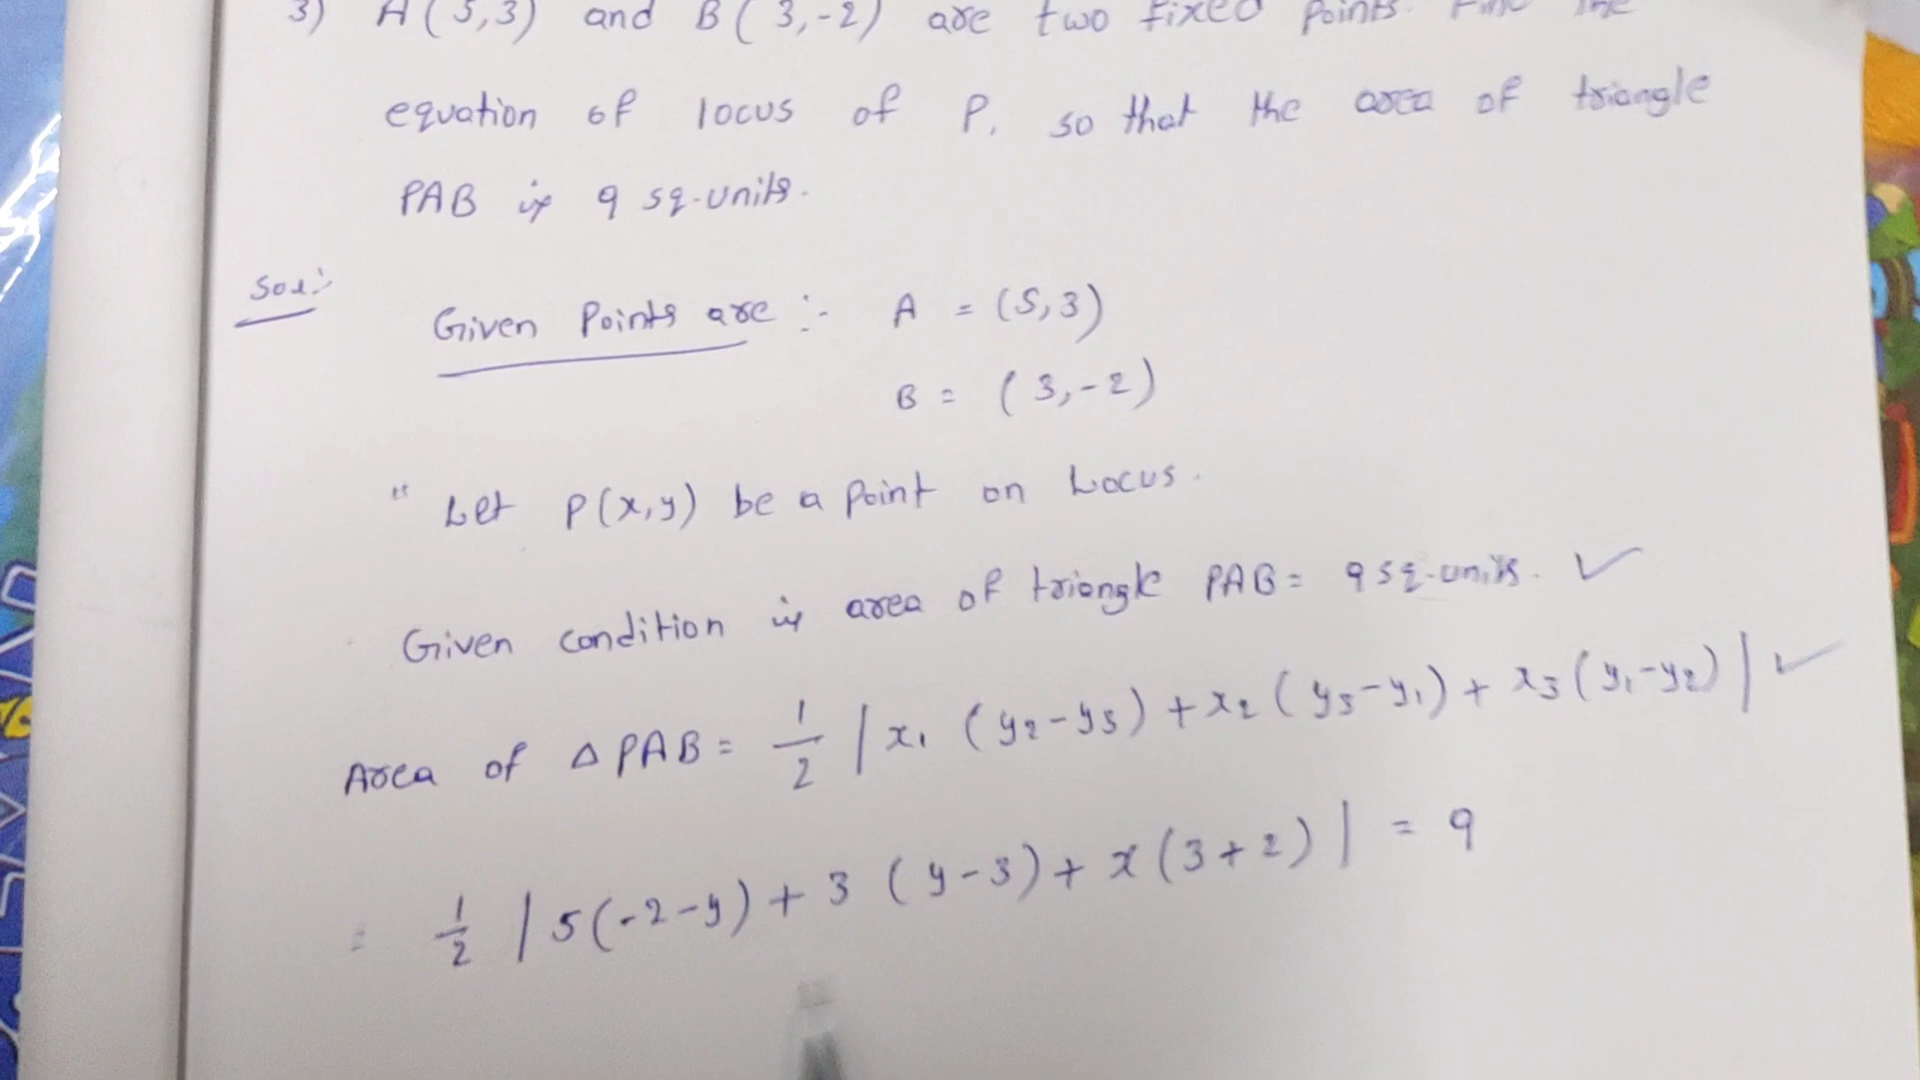 3) A(5,3) and B(3,-2) are two fixed points. Find the
equation of locus of P, so that the area of triangle
PAB is 9 sq.units.
Sol:
Given Points are :- A = (5,3)
B = (3,-2)
" Let P(x,y) be a point on Locus.
Given condition is area of triangle PAB = 9 sq.units. ✓
Area of △PAB = 1/2 | x₁ (y₂-y₃) + x₂ (y₃-y₁) + x₃ (y₁-y₂) | ✓
= 1/2 | 5(-2-y) + 3 (y-3) + x (3+2) | = 9